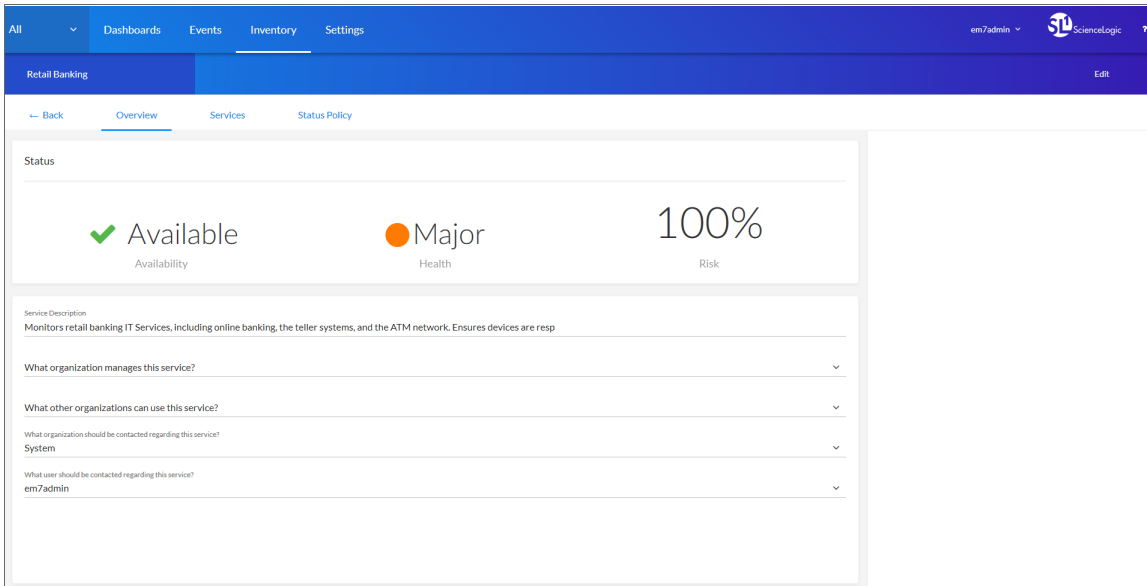 All Dashboards Events Inventory Settings em7admin SL1 ScienceLogic ?
Retail Banking Edit
← Back Overview Services Status Policy
Status
Available Major 100%
Availability Health Risk
Service Description
Monitors retail banking IT Services, including online banking, the teller systems, and the ATM network. Ensures devices are resp
What organization manages this service?
What other organizations can use this service?
What organization should be contacted regarding this service?
System
What user should be contacted regarding this service?
em7admin